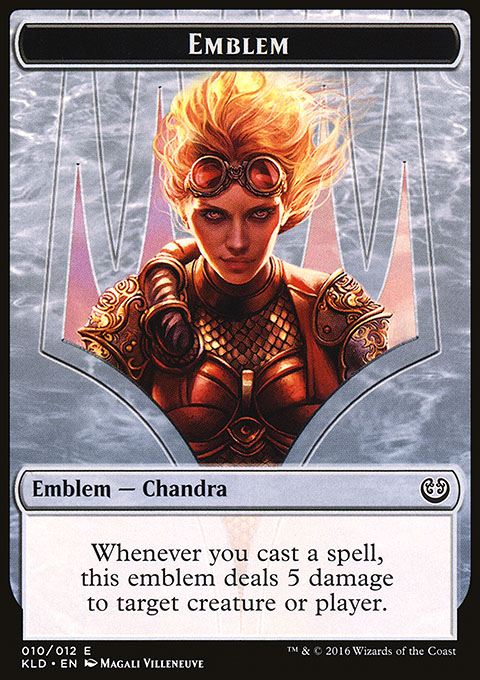 Emblem
Emblem — Chandra
Whenever you cast a spell,
this emblem deals 5 damage
to target creature or player.
010/012 E
KLD • EN Magali Villeneuve
™ & © 2016 Wizards of the Coast